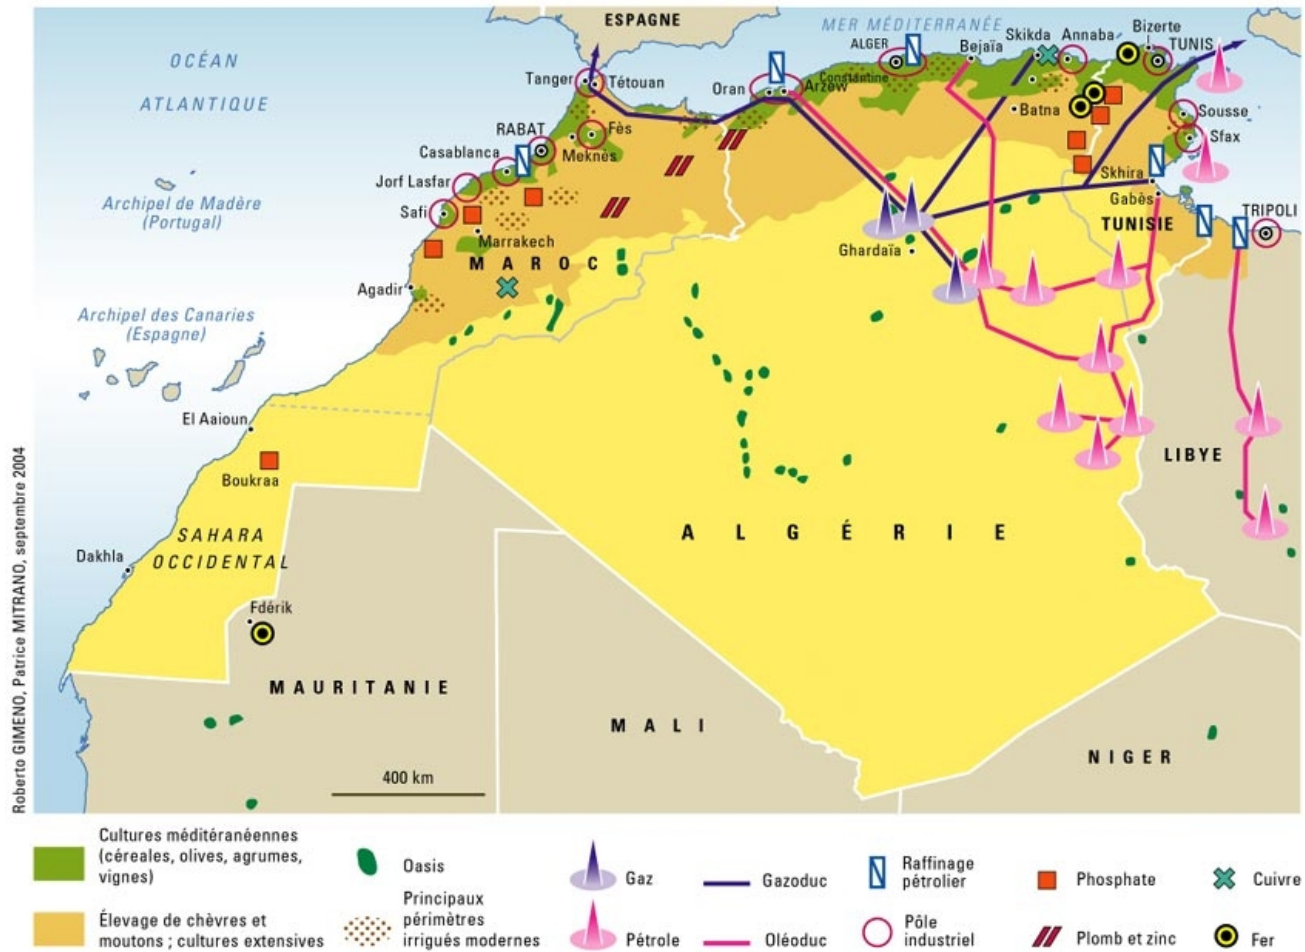 ESPAGNE
MER MÉDITERRANÉE
OCÉAN
ATLANTIQUE
Tanger
Tétouan
Oran
Arzew
ALGER
Constantine
Bejaïa
Skikda
Annaba
Bizerte
TUNIS
Batna
Sousse
Sfax
Skhira
Gabès
TUNISIE
TRIPOLI
RABAT
Fès
Meknès
Casablanca
Jorf Lasfar
Safi
Marrakech
MAROC
Agadir
Ghardaïa
Archipel de Madère
(Portugal)
Archipel des Canaries
(Espagne)
El Aaioun
Boukraa
SAHARA
OCCIDENTAL
Dakhla
Fdérik
ALGÉRIE
LIBYE
MAURITANIE
MALI
NIGER
400 km
Roberto GIMENO, Patrice MITRANO, septembre 2004
Cultures méditéranéennes
(céreales, olives, agrumes,
vignes)
Élevage de chèvres et
moutons ; cultures extensives
Oasis
Principaux
périmètres
irrigués modernes
Gaz
Pétrole
Gazoduc
Oléoduc
Raffinage
pétrolier
Pôle
industriel
Phosphate
Plomb et zinc
Cuivre
Fer